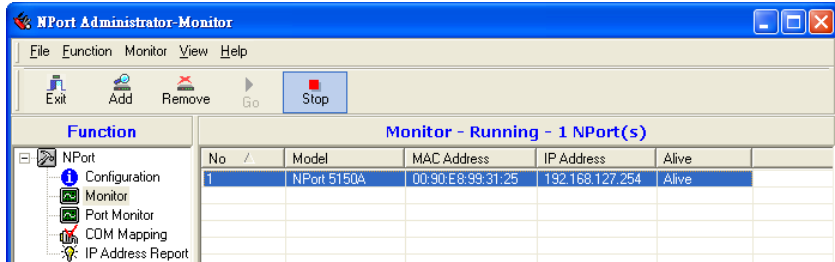 NPort Administrator-Monitor
File Function Monitor View Help
Exit Add Remove Go Stop
Function
Monitor - Running - 1 NPort(s)
NPort
Configuration
Monitor
Port Monitor
COM Mapping
IP Address Report
No Model MAC Address IP Address Alive
1 NPort 5150A 00:90:E8:99:31:25 192.168.127.254 Alive